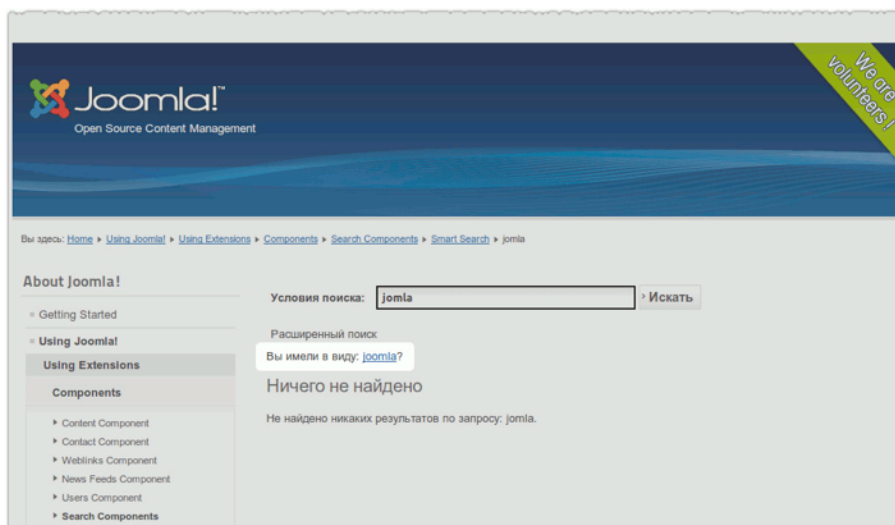 Joomla!™
Open Source Content Management
We are
volunteers !
Вы здесь: Home ▸ Using Joomla! ▸ Using Extensions ▸ Components ▸ Search Components ▸ Smart Search ▸ jomla
About Joomla!
Getting Started
Using Joomla!
Using Extensions
Components
Content Component
Contact Component
Weblinks Component
News Feeds Component
Users Component
Search Components
Условия поиска: jomla › Искать
Расширенный поиск
Вы имели в виду: joomla?
Ничего не найдено
Не найдено никаких результатов по запросу: jomla.